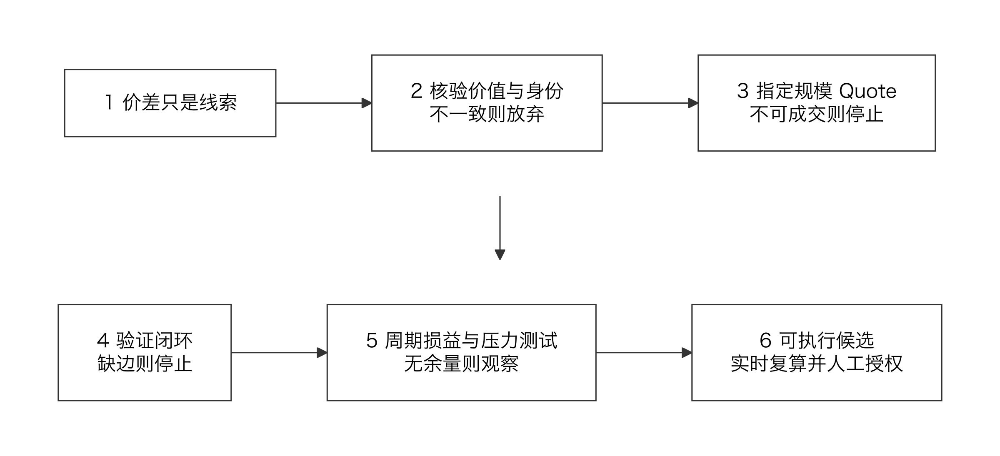 1 价差只是线索
2 核验价值与身份
不一致则放弃
3 指定规模 Quote
不可成交则停止
4 验证闭环
缺边则停止
5 周期损益与压力测试
无余量则观察
6 可执行候选
实时复算并人工授权